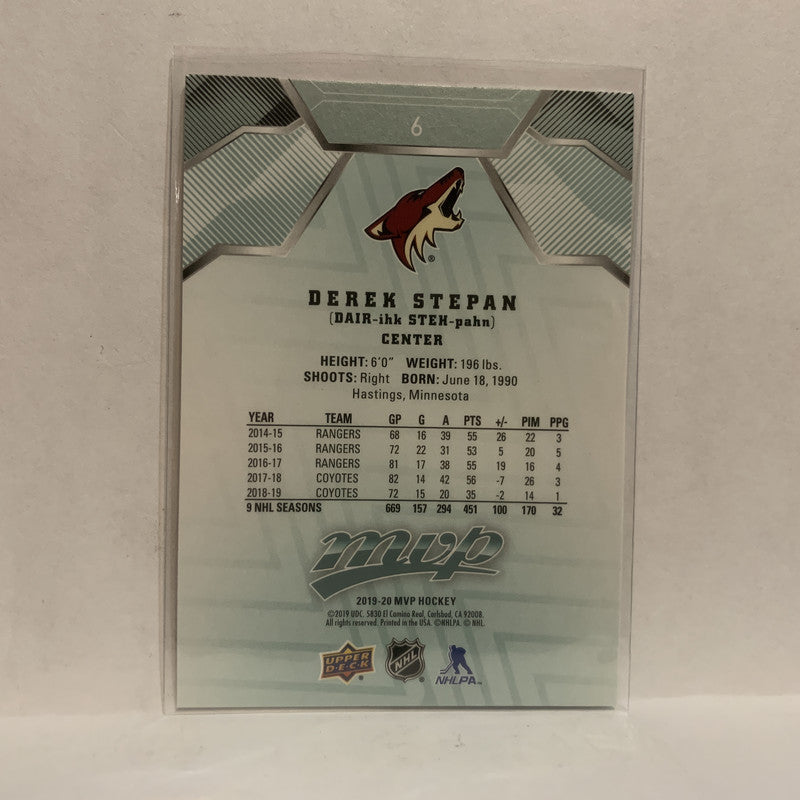 6
DEREK STEPAN
(DAIR-ihk STEH-pahn)
CENTER
HEIGHT: 6'0" WEIGHT: 196 lbs.
SHOOTS: Right BORN: June 18, 1990
Hastings, Minnesota
YEAR TEAM GP G A PTS +/- PIM PPG
2014-15 RANGERS 68 16 39 55 26 22 3
2015-16 RANGERS 72 22 31 53 5 20 5
2016-17 RANGERS 81 17 38 55 19 16 4
2017-18 COYOTES 82 14 42 56 -7 26 3
2018-19 COYOTES 72 15 20 35 -2 14 1
9 NHL SEASONS 669 157 294 451 100 170 32
mvp
2019-20 MVP HOCKEY
©2019 UDC. 5830 El Camino Real, Carlsbad, CA 92008.
All rights reserved. Printed in the USA. ©NHLPA. © NHL.
UPPER DECK NHL NHLPA